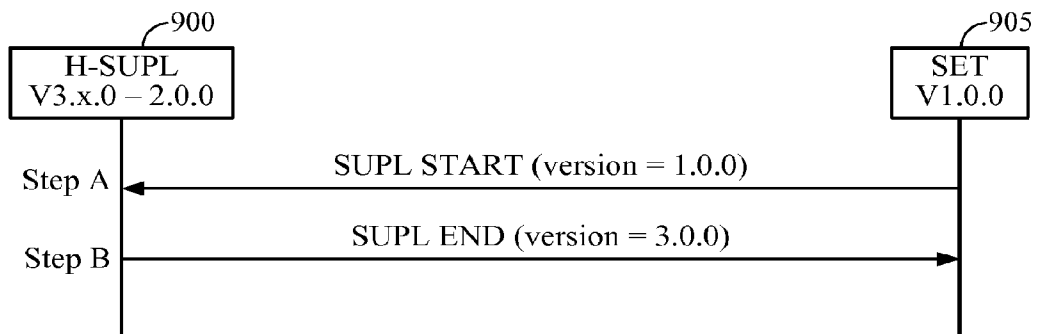 900
H-SUPL
V3.x.0 – 2.0.0
905
SET
V1.0.0
Step A
SUPL START (version = 1.0.0)
Step B
SUPL END (version = 3.0.0)